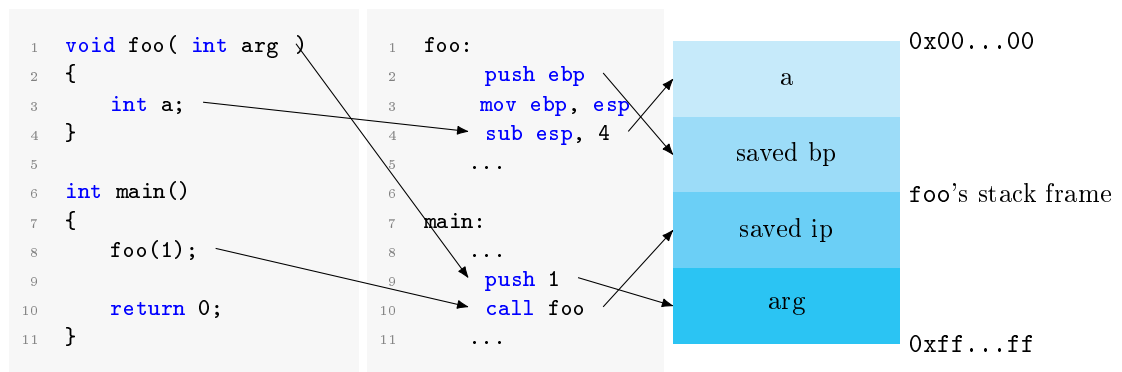 1 void foo( int arg )
2 {
3 int a;
4 }
5
6 int main()
7 {
8 foo(1);
9
10 return 0;
11 }
1 foo:
2 push ebp
3 mov ebp, esp
4 sub esp, 4
5 ...
6
7 main:
8 ...
9 push 1
10 call foo
11 ...
a
saved bp
saved ip
arg
0x00...00
foo's stack frame
0xff...ff